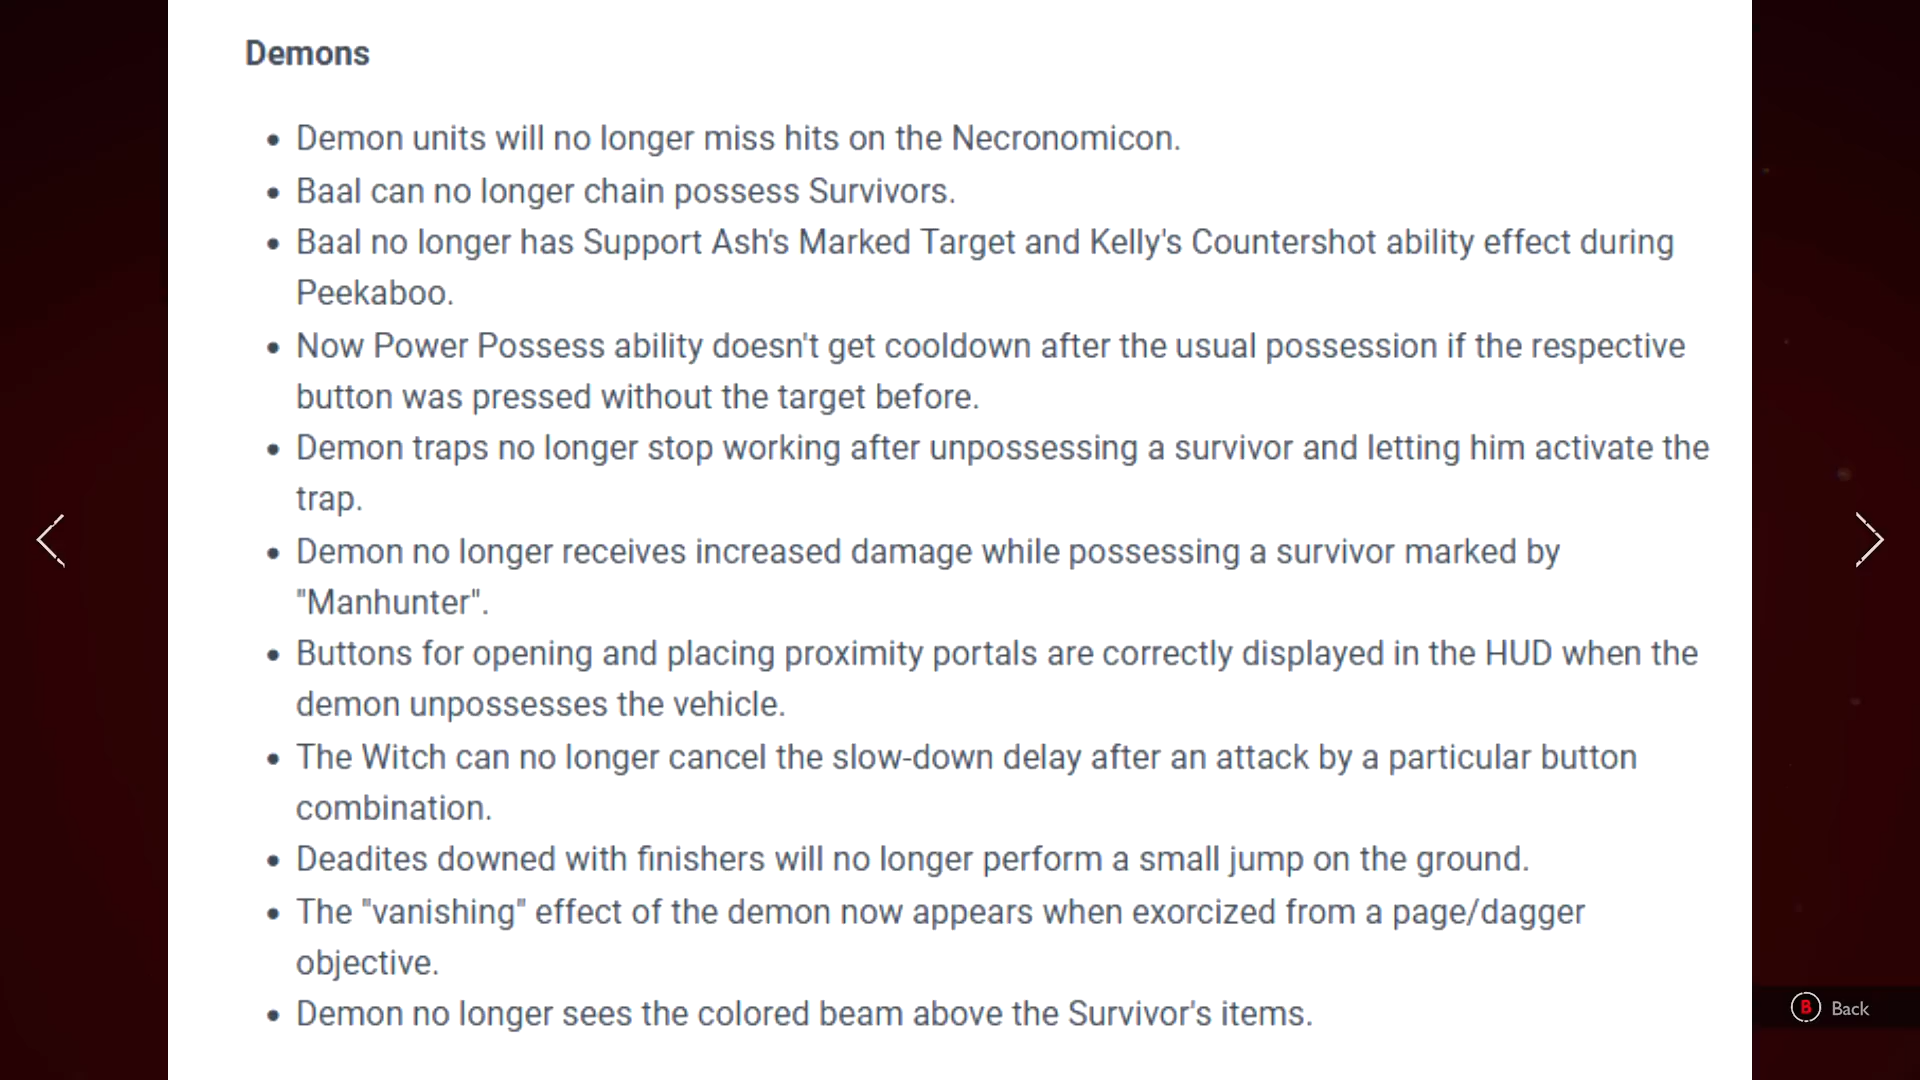 Demons
Demon units will no longer miss hits on the Necronomicon.
Baal can no longer chain possess Survivors.
Baal no longer has Support Ash's Marked Target and Kelly's Countershot ability effect during
Peekaboo.
Now Power Possess ability doesn't get cooldown after the usual possession if the respective
button was pressed without the target before.
Demon traps no longer stop working after unpossessing a survivor and letting him activate the
trap.
Demon no longer receives increased damage while possessing a survivor marked by
"Manhunter".
Buttons for opening and placing proximity portals are correctly displayed in the HUD when the
demon unpossesses the vehicle.
The Witch can no longer cancel the slow-down delay after an attack by a particular button
combination.
Deadites downed with finishers will no longer perform a small jump on the ground.
The "vanishing" effect of the demon now appears when exorcized from a page/dagger
objective.
Demon no longer sees the colored beam above the Survivor's items.
B Back